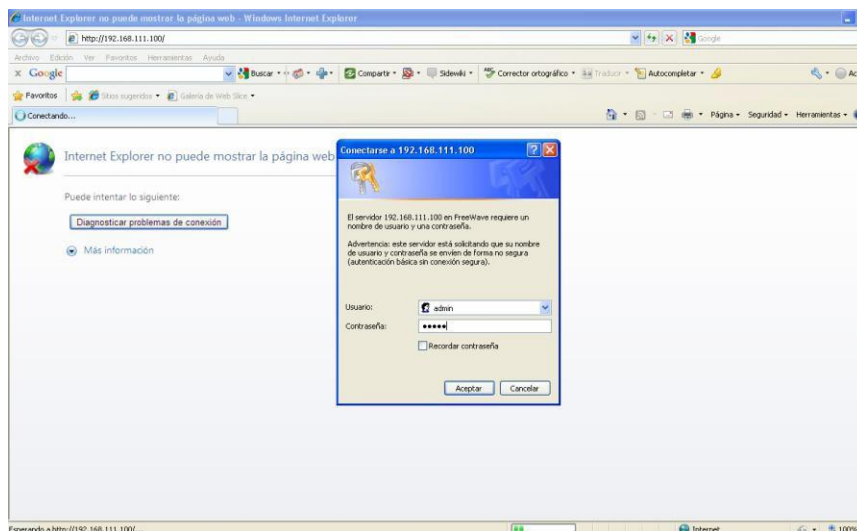 Internet Explorer no puede mostrar la página web - Windows Internet Explorer
http://192.168.111.100/
Google
Archivo Edición Ver Favoritos Herramientas Ayuda
x Google
Buscar
Compartir
Sidewiki
Corrector ortográfico
Traducir
Autocompletar
Favoritos
Sitios sugeridos
Galería de Web Slice
Conectando...
Página
Seguridad
Herramientas
Internet Explorer no puede mostrar la página web
Puede intentar lo siguiente:
Diagnosticar problemas de conexión
Más información
Conectarse a 192.168.111.100
El servidor 192.168.111.100 en FreeWave requiere un
nombre de usuario y una contraseña.
Advertencia: este servidor está solicitando que su nombre
de usuario y contraseña se envíen de forma no segura
(autenticación básica sin conexión segura).
Usuario:
admin
Contraseña:
•••••
Recordar contraseña
Aceptar
Cancelar
Esperando a http://192.168.111.100/...
Internet
100%